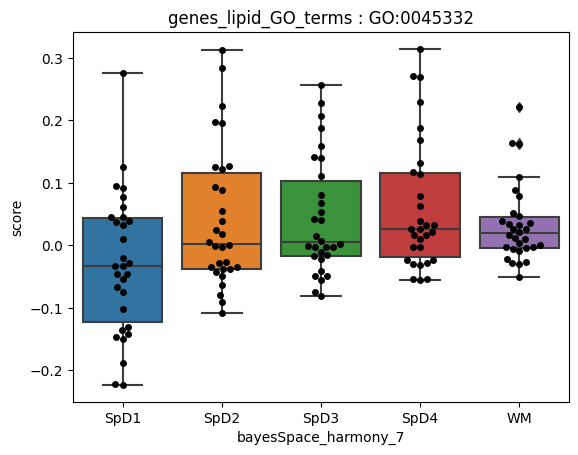 genes_lipid_GO_terms : GO:0045332
0.3
0.2
0.1
0.0
−0.1
−0.2
score
SpD1 SpD2 SpD3 SpD4 WM
bayesSpace_harmony_7